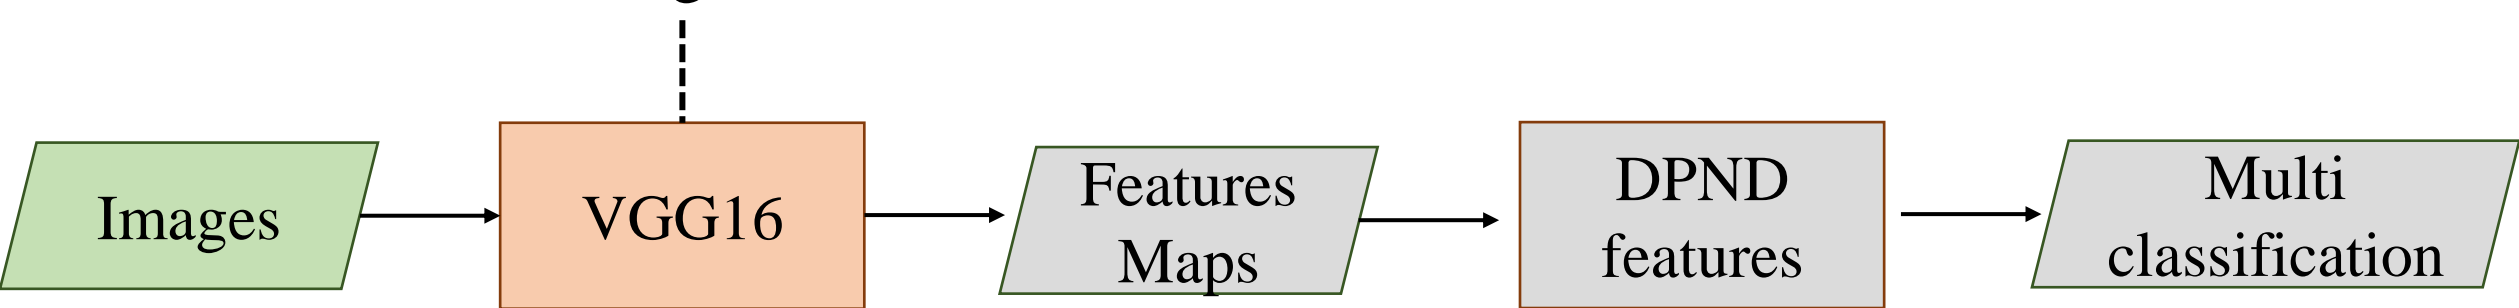 Images
VGG16
Features
Maps
DPND
features
Multi
classification